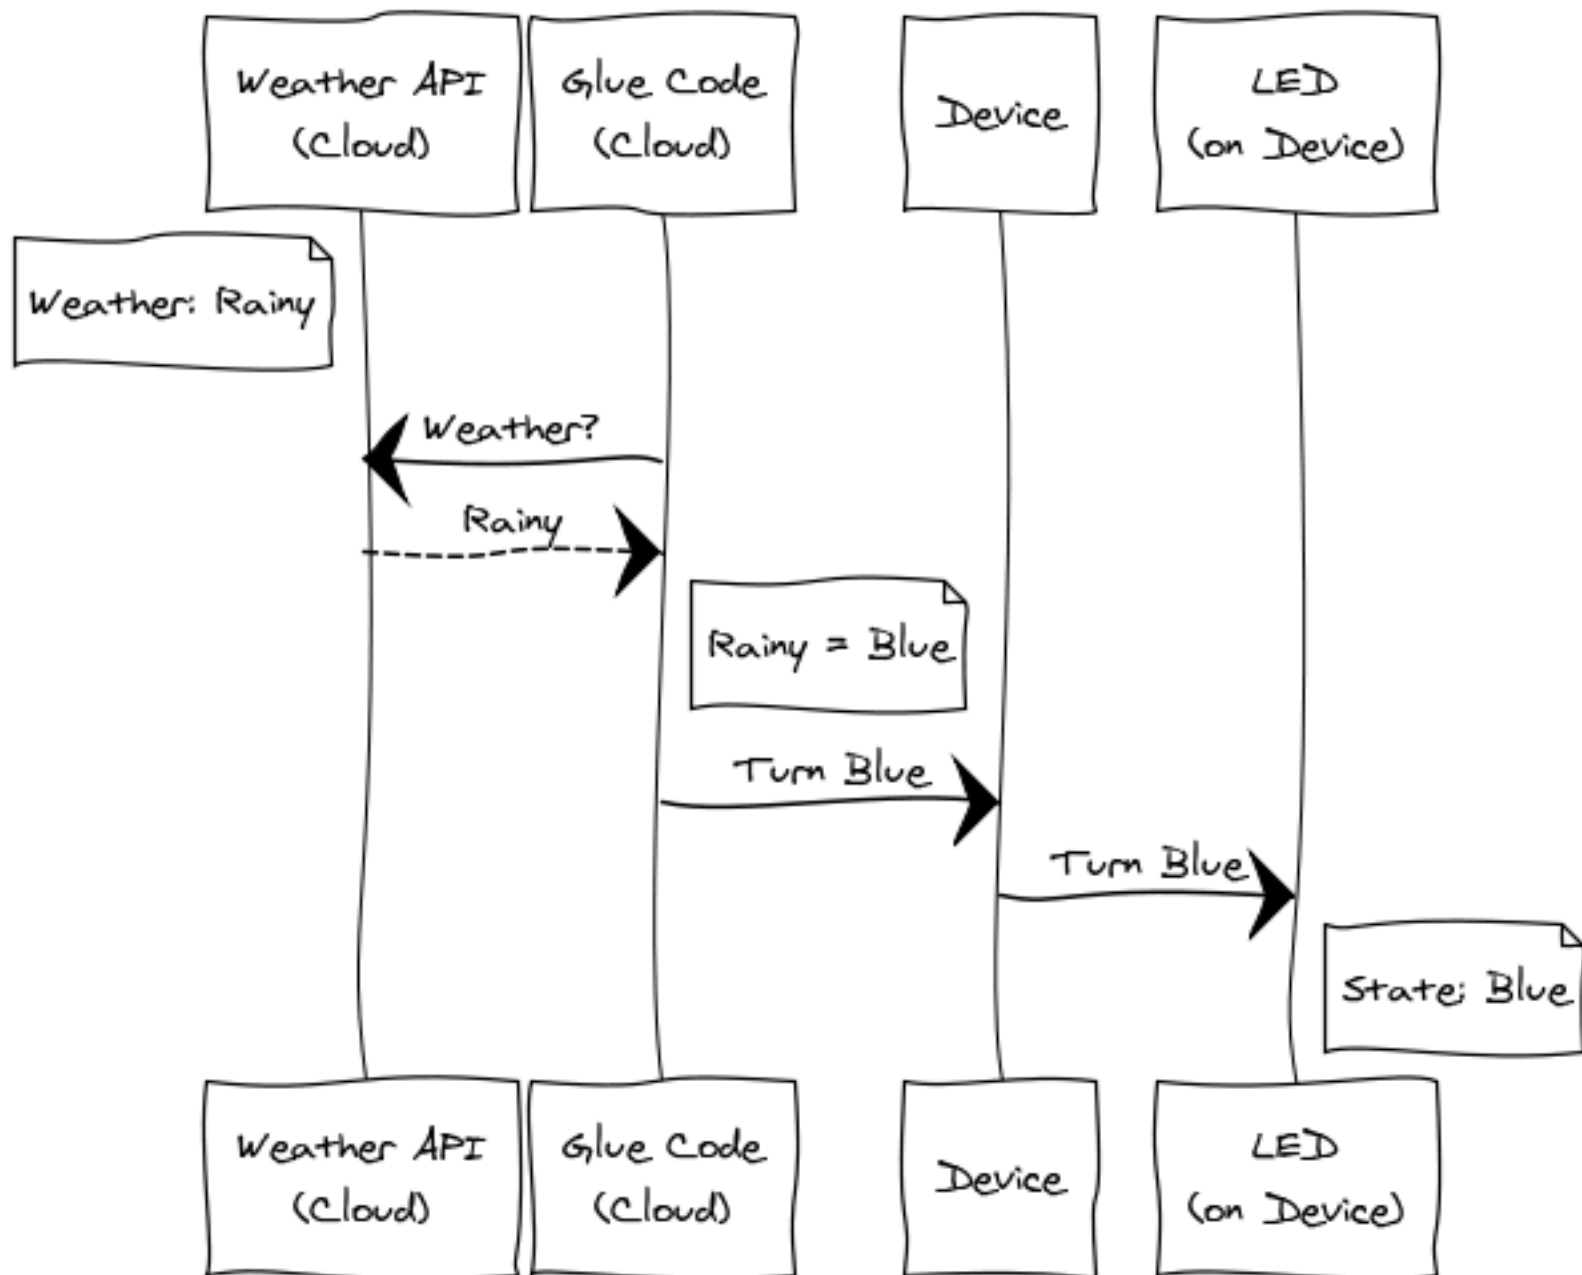 Weather API
(Cloud)
Glue Code
(Cloud)
Device
LED
(on Device)
Weather: Rainy
Weather?
Rainy
Rainy = Blue
Turn Blue
Turn Blue
State: Blue
Weather API
(Cloud)
Glue Code
(Cloud)
Device
LED
(on Device)